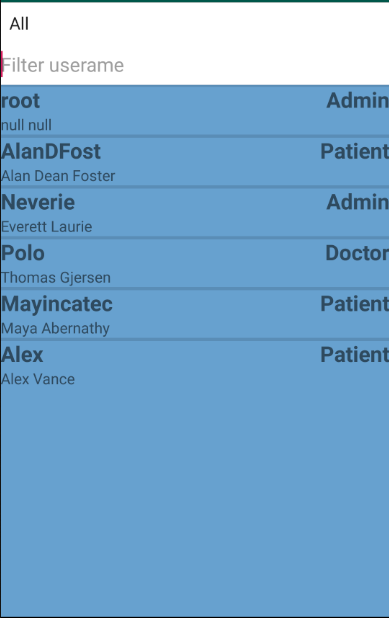 All
Filter userame
root Admin
null null
AlanDFost Patient
Alan Dean Foster
Neverie Admin
Everett Laurie
Polo Doctor
Thomas Gjersen
Mayincatec Patient
Maya Abernathy
Alex Patient
Alex Vance